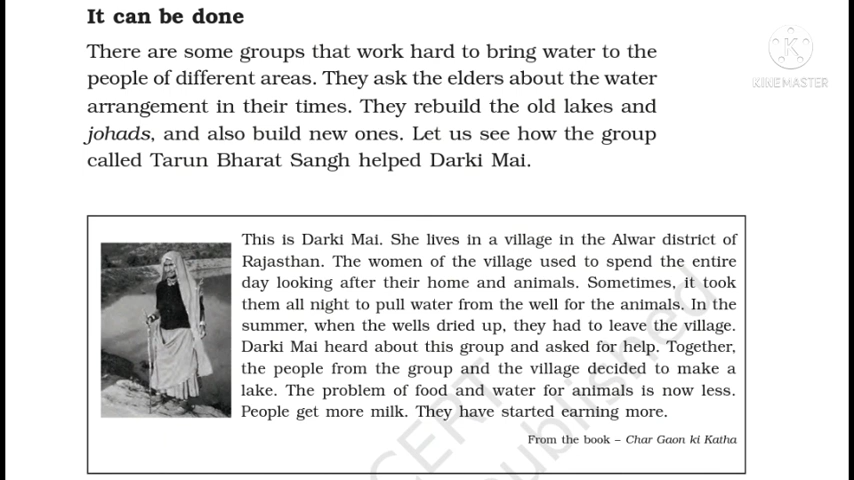 It can be done
There are some groups that work hard to bring water to the
people of different areas. They ask the elders about the water
arrangement in their times. They rebuild the old lakes and
johads, and also build new ones. Let us see how the group
called Tarun Bharat Sangh helped Darki Mai.
K
KINEMASTER
This is Darki Mai. She lives in a village in the Alwar district of
Rajasthan. The women of the village used to spend the entire
day looking after their home and animals. Sometimes, it took
them all night to pull water from the well for the animals. In the
summer, when the wells dried up, they had to leave the village.
Darki Mai heard about this group and asked for help. Together,
the people from the group and the village decided to make a
lake. The problem of food and water for animals is now less.
People get more milk. They have started earning more.
From the book – Char Gaon ki Katha